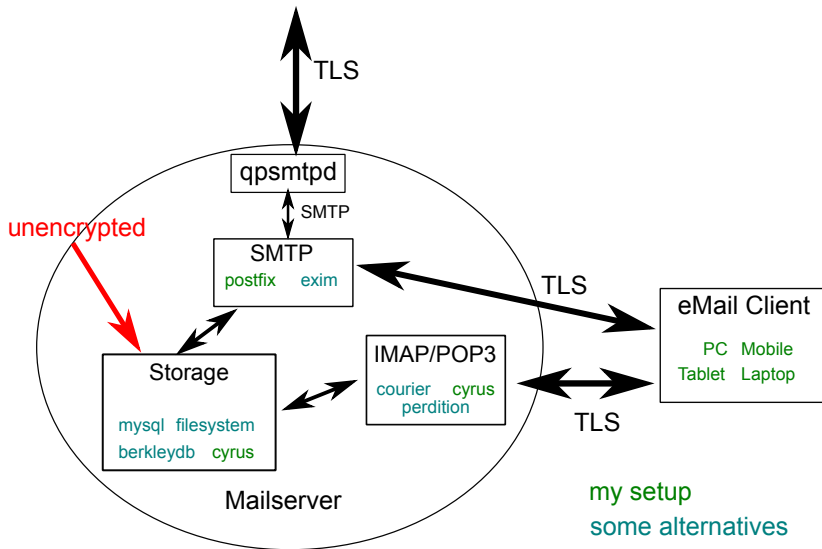 TLS
qpsmtpd
SMTP
unencrypted
SMTP
postfix exim
TLS
eMail Client
PC Mobile
Tablet Laptop
IMAP/POP3
courier cyrus
perdition
Storage
mysql filesystem
berkleydb cyrus
TLS
Mailserver
my setup
some alternatives